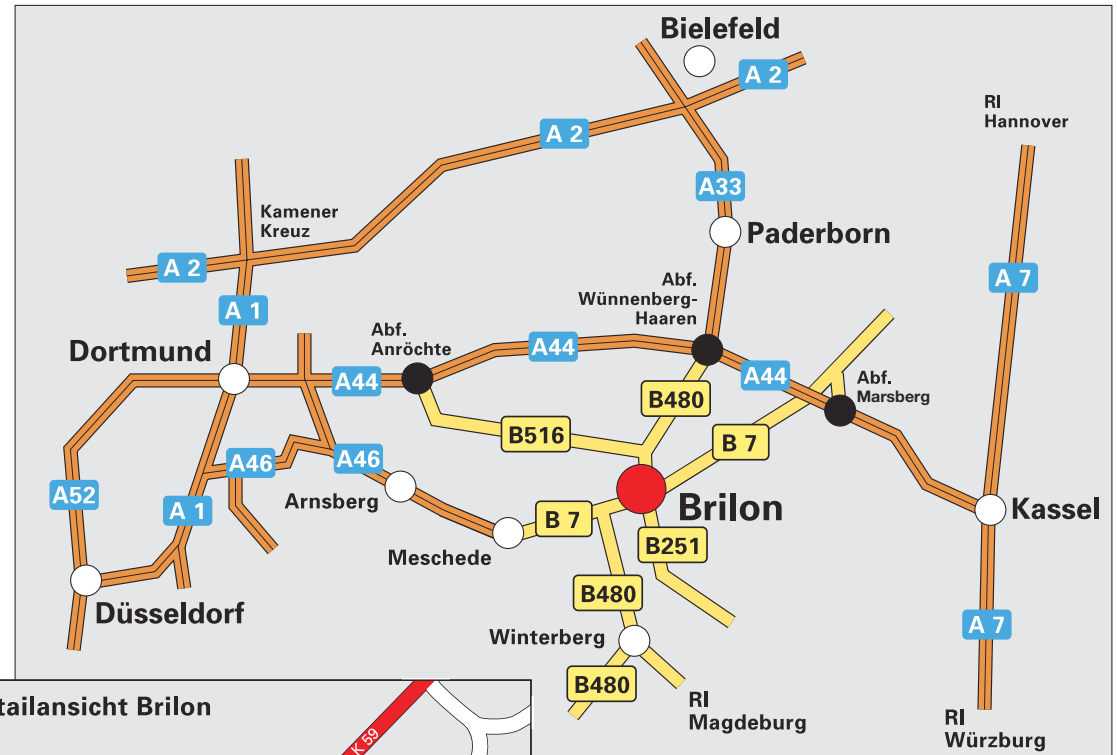 Bielefeld
A 2
RI
Hannover
A 2
A33
Kamener
Kreuz
Paderborn
A 2
Abf.
Wünnenberg-
Haaren
A 7
A 1
Abf.
Anröchte
Dortmund
A44
A44
A44
Abf.
Marsberg
B480
B516
B 7
A46
A46
A52
Arnsberg
A 1
Brilon
Kassel
B 7
B251
Meschede
Düsseldorf
B480
Winterberg
A 7
B480
RI
Magdeburg
RI
Würzburg
tailansicht Brilon
K 59